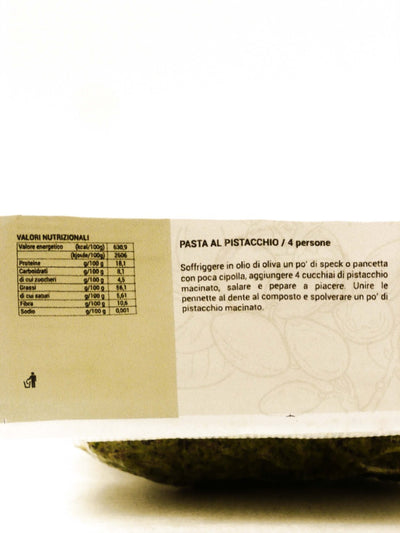 VALORI NUTRIZIONALI
Valore energetico (kcal/100g) 630,9
(kjoule/100g) 2606
Proteine g/100 g 18,1
Carboidrati g/100 g 8,1
di cui zuccheri g/100 g 4,5
Grassi g/100 g 56,1
di cui saturi g/100 g 5,61
Fibra g/100 g 10,6
Sodio g/100 g 0,001
PASTA AL PISTACCHIO / 4 persone
Soffriggere in olio di oliva un po' di speck o pancetta
con poca cipolla, aggiungere 4 cucchiai di pistacchio
macinato, salare e pepare a piacere. Unire le
pennette al dente al composto e spolverare un po' di
pistacchio macinato.